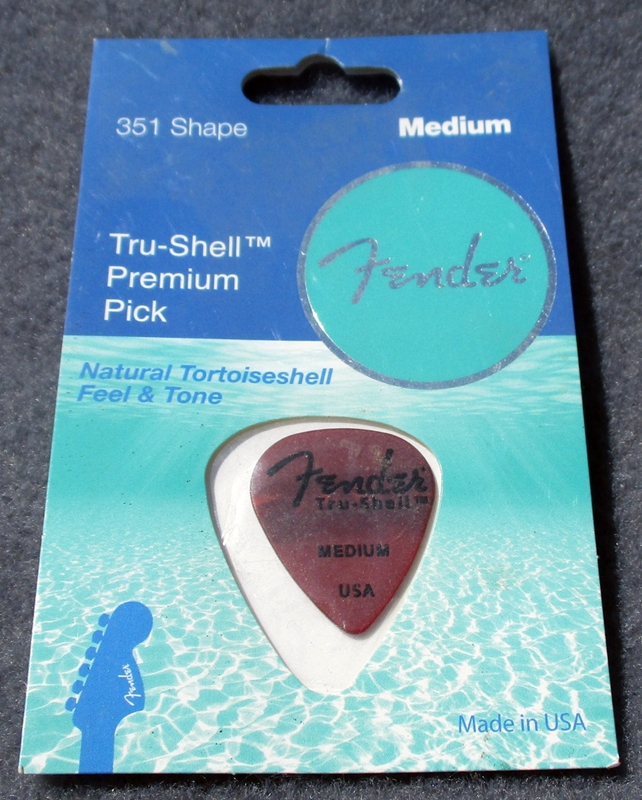 351 Shape
Medium
Tru-Shell™
Premium
Pick
Fender
Natural Tortoiseshell
Feel & Tone
Fender
Tru-Shell™
MEDIUM
USA
Fender
Made in USA